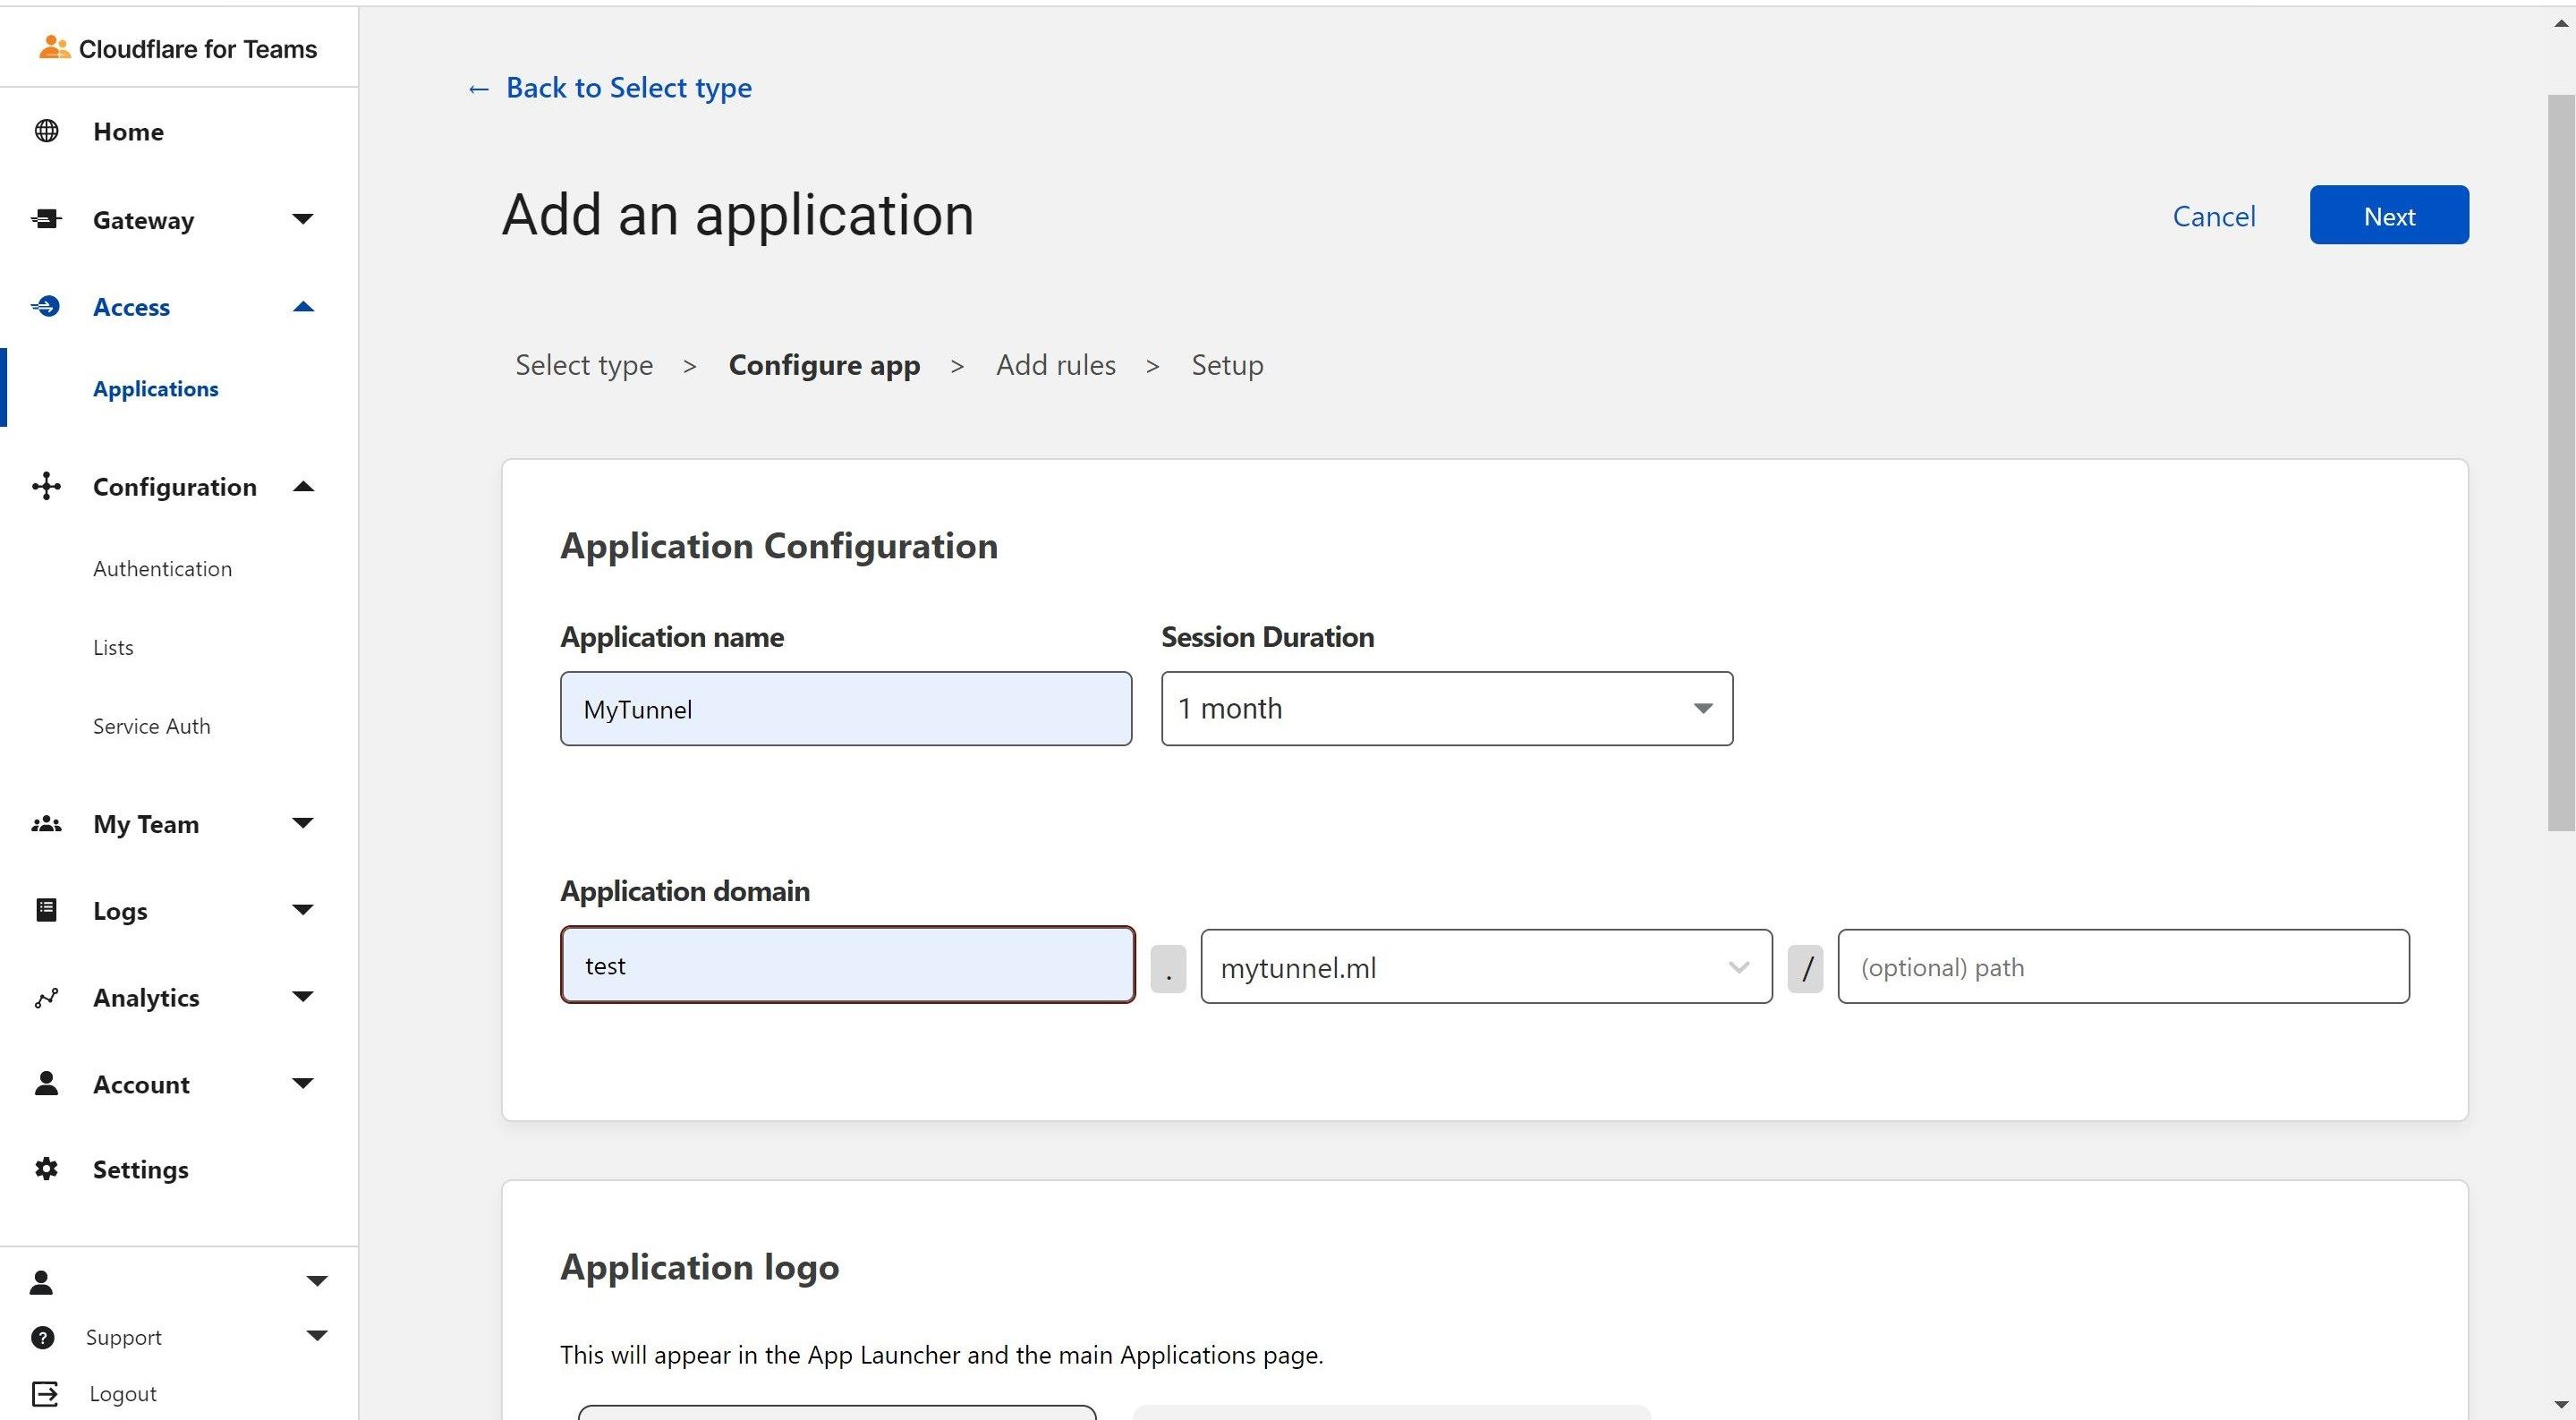 Cloudflare for Teams
Home
Gateway
Access
Applications
Configuration
Authentication
Lists
Service Auth
My Team
Logs
Analytics
Account
Settings
Support
Logout
← Back to Select type
Add an application
Cancel
Next
Select type > Configure app > Add rules > Setup
Application Configuration
Application name
Session Duration
MyTunnel
1 month
Application domain
test . mytunnel.ml / (optional) path
Application logo
This will appear in the App Launcher and the main Applications page.